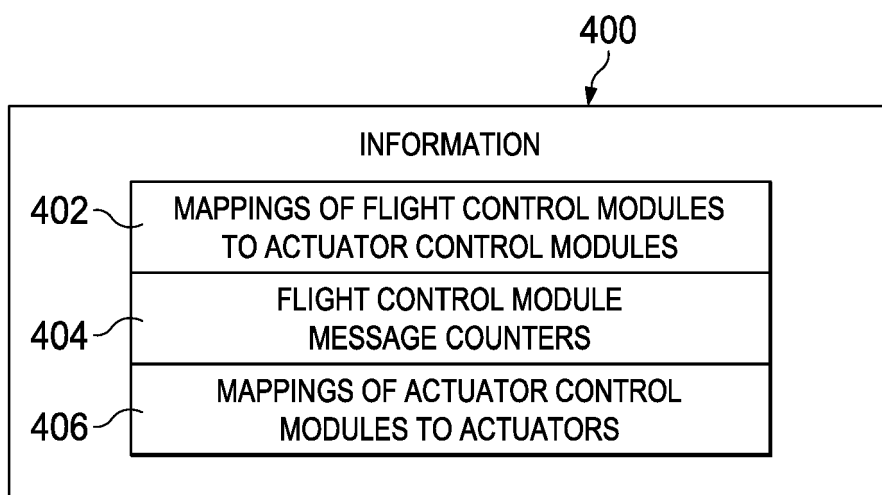 400
INFORMATION
402
MAPPINGS OF FLIGHT CONTROL MODULES
TO ACTUATOR CONTROL MODULES
404
FLIGHT CONTROL MODULE
MESSAGE COUNTERS
406
MAPPINGS OF ACTUATOR CONTROL
MODULES TO ACTUATORS